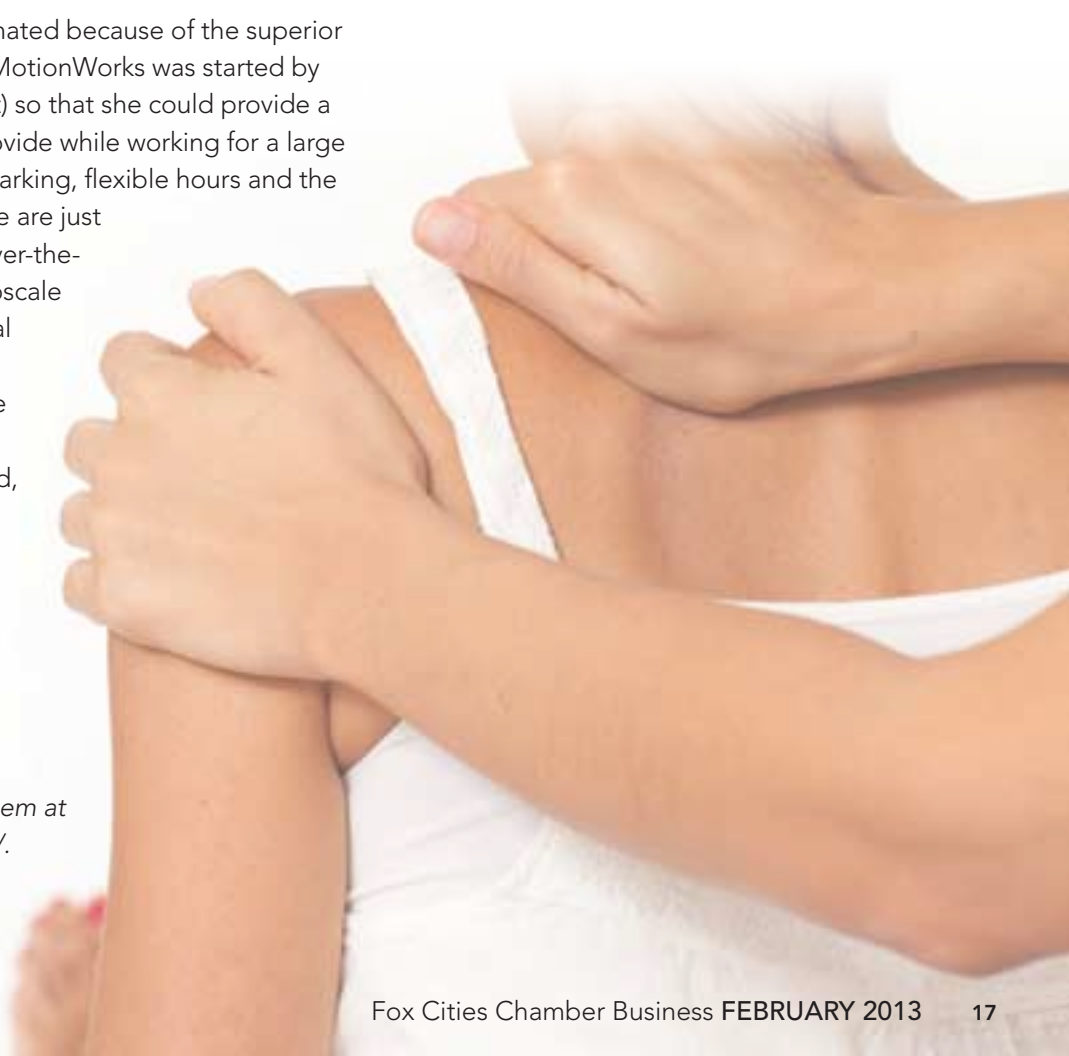 nated because of the superior
MotionWorks was started by
) so that she could provide a
ovide while working for a large
arking, flexible hours and the
e are just
ver-the-
pscale
al
e
d,
em at
/.
Fox Cities Chamber Business FEBRUARY 2013 17